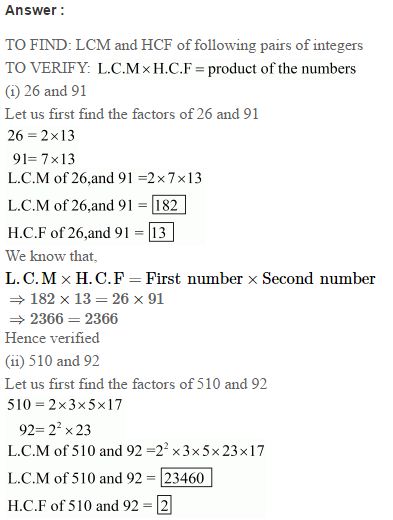 Answer :
TO FIND: LCM and HCF of following pairs of integers
TO VERIFY: L.C.M × H.C.F = product of the numbers
(i) 26 and 91
Let us first find the factors of 26 and 91
26 = 2×13
91= 7×13
L.C.M of 26,and 91 =2×7×13
L.C.M of 26,and 91 = 182
H.C.F of 26,and 91 = 13
We know that,
L. C. M × H. C. F = First number × Second number
⇒ 182 × 13 = 26 × 91
⇒ 2366 = 2366
Hence verified
(ii) 510 and 92
Let us first find the factors of 510 and 92
510 = 2×3×5×17
92= 2² ×23
L.C.M of 510 and 92 =2² ×3×5×23×17
L.C.M of 510 and 92 = 23460
H.C.F of 510 and 92 = 2